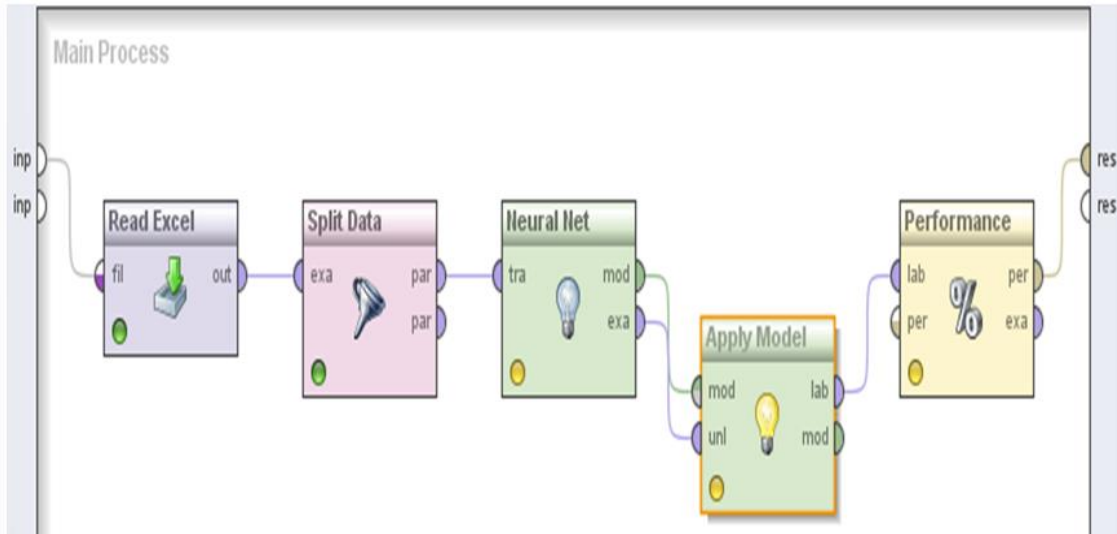 Main Process
inp
inp
res
res
Read Excel
fil
out
Split Data
exa
par
par
Neural Net
tra
mod
exa
Apply Model
mod
lab
unl
mod
Performance
lab
per
per
exa
%